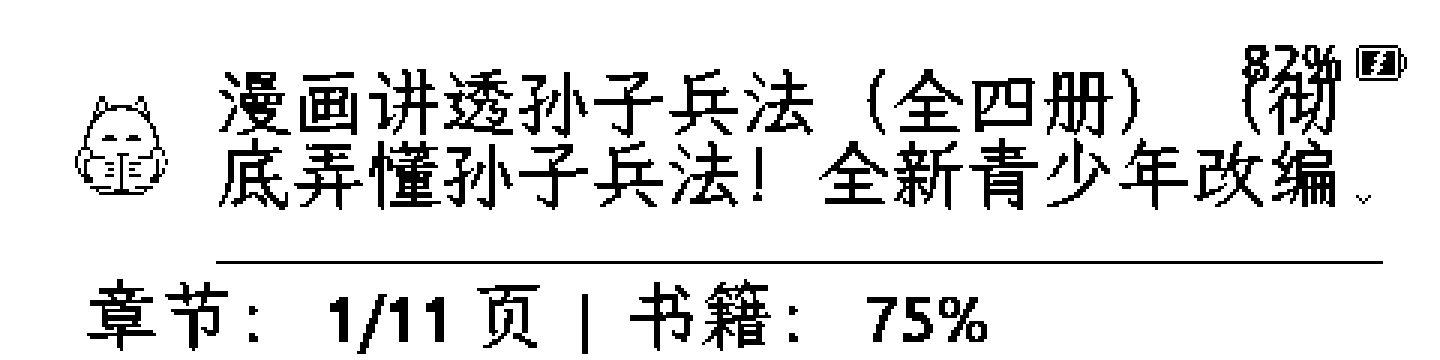 82%
漫画讲透孙子兵法（全四册）（彻
底弄懂孙子兵法！全新青少年改编
章节： 1/11 页 | 书籍： 75%